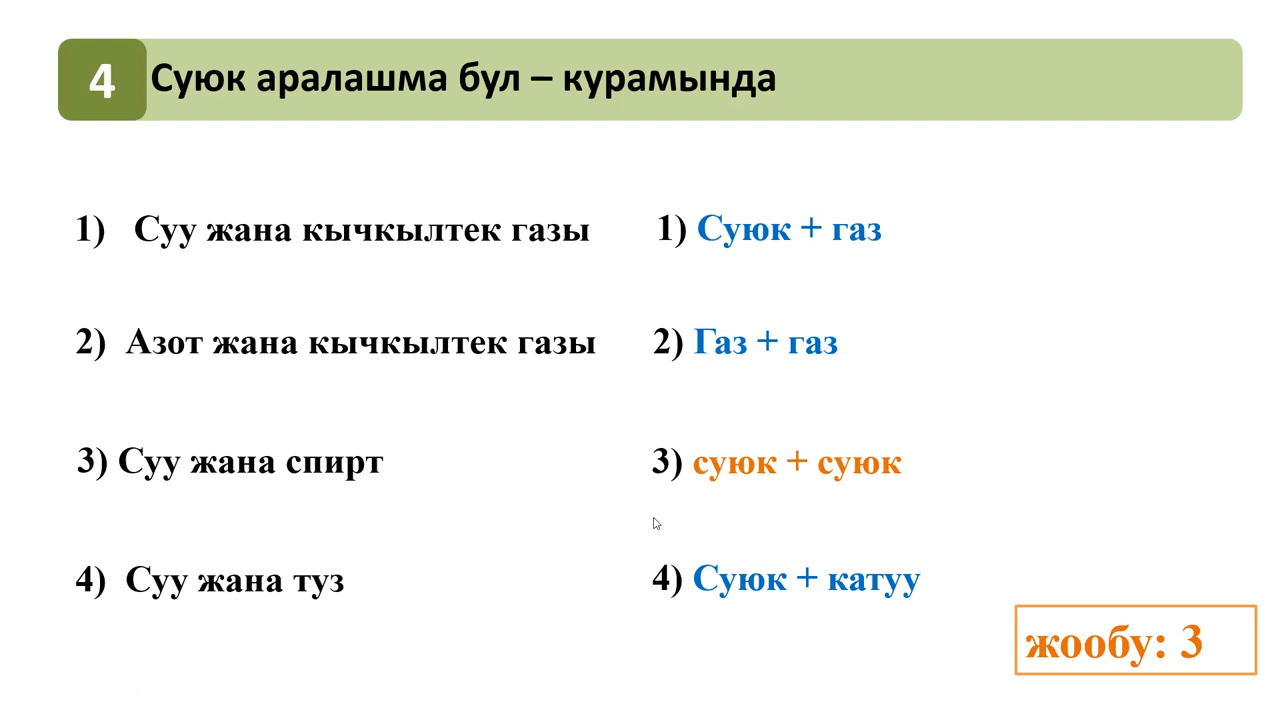 4 Суюк аралашма бул – курамында
1) Суу жана кычкылтек газы 1) Суюк + газ
2) Азот жана кычкылтек газы 2) Газ + газ
3) Суу жана спирт 3) суюк + суюк
4) Суу жана туз 4) Суюк + катуу
жообу: 3